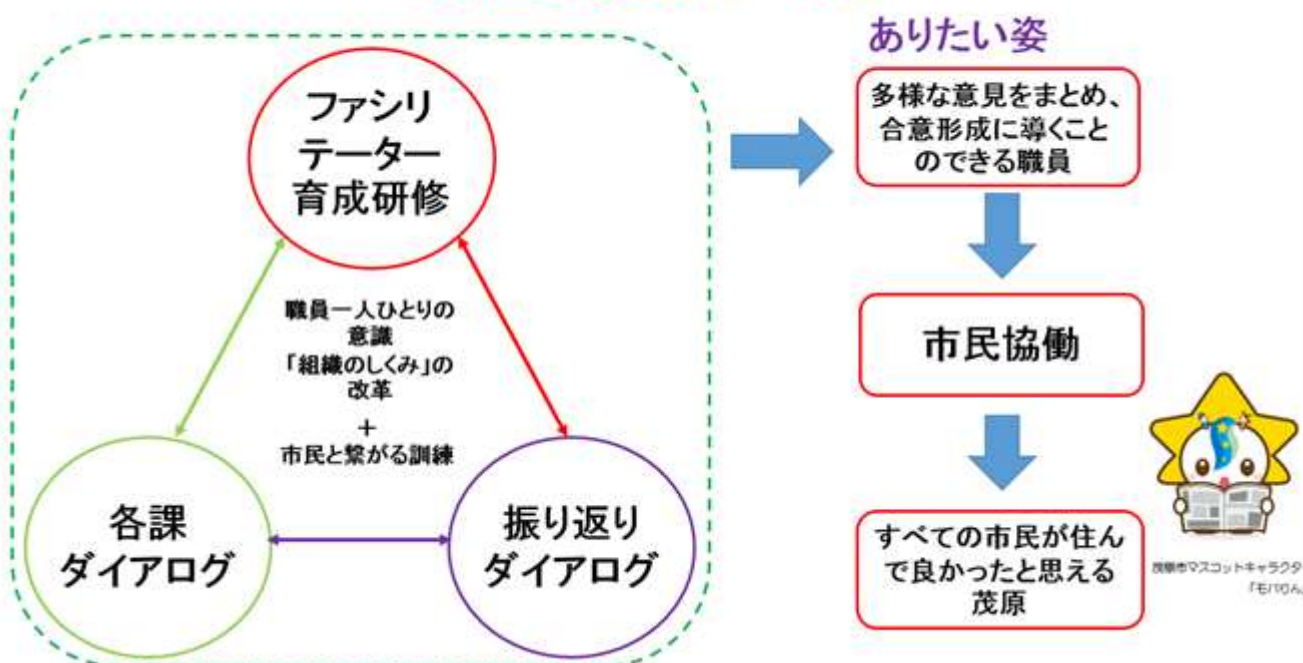 ファシリ
テーター
育成研修
職員一人ひとりの
意識
「組織のしくみ」の
改革
+
市民と繋がる訓練
各課
ダイアログ
振り返り
ダイアログ
ありたい姿
多様な意見をまとめ、
合意形成に導くこと
のできる職員
市民協働
すべての市民が住ん
で良かったと思える
茂原
茂原市マスコットキャラクタ
「モバりん」